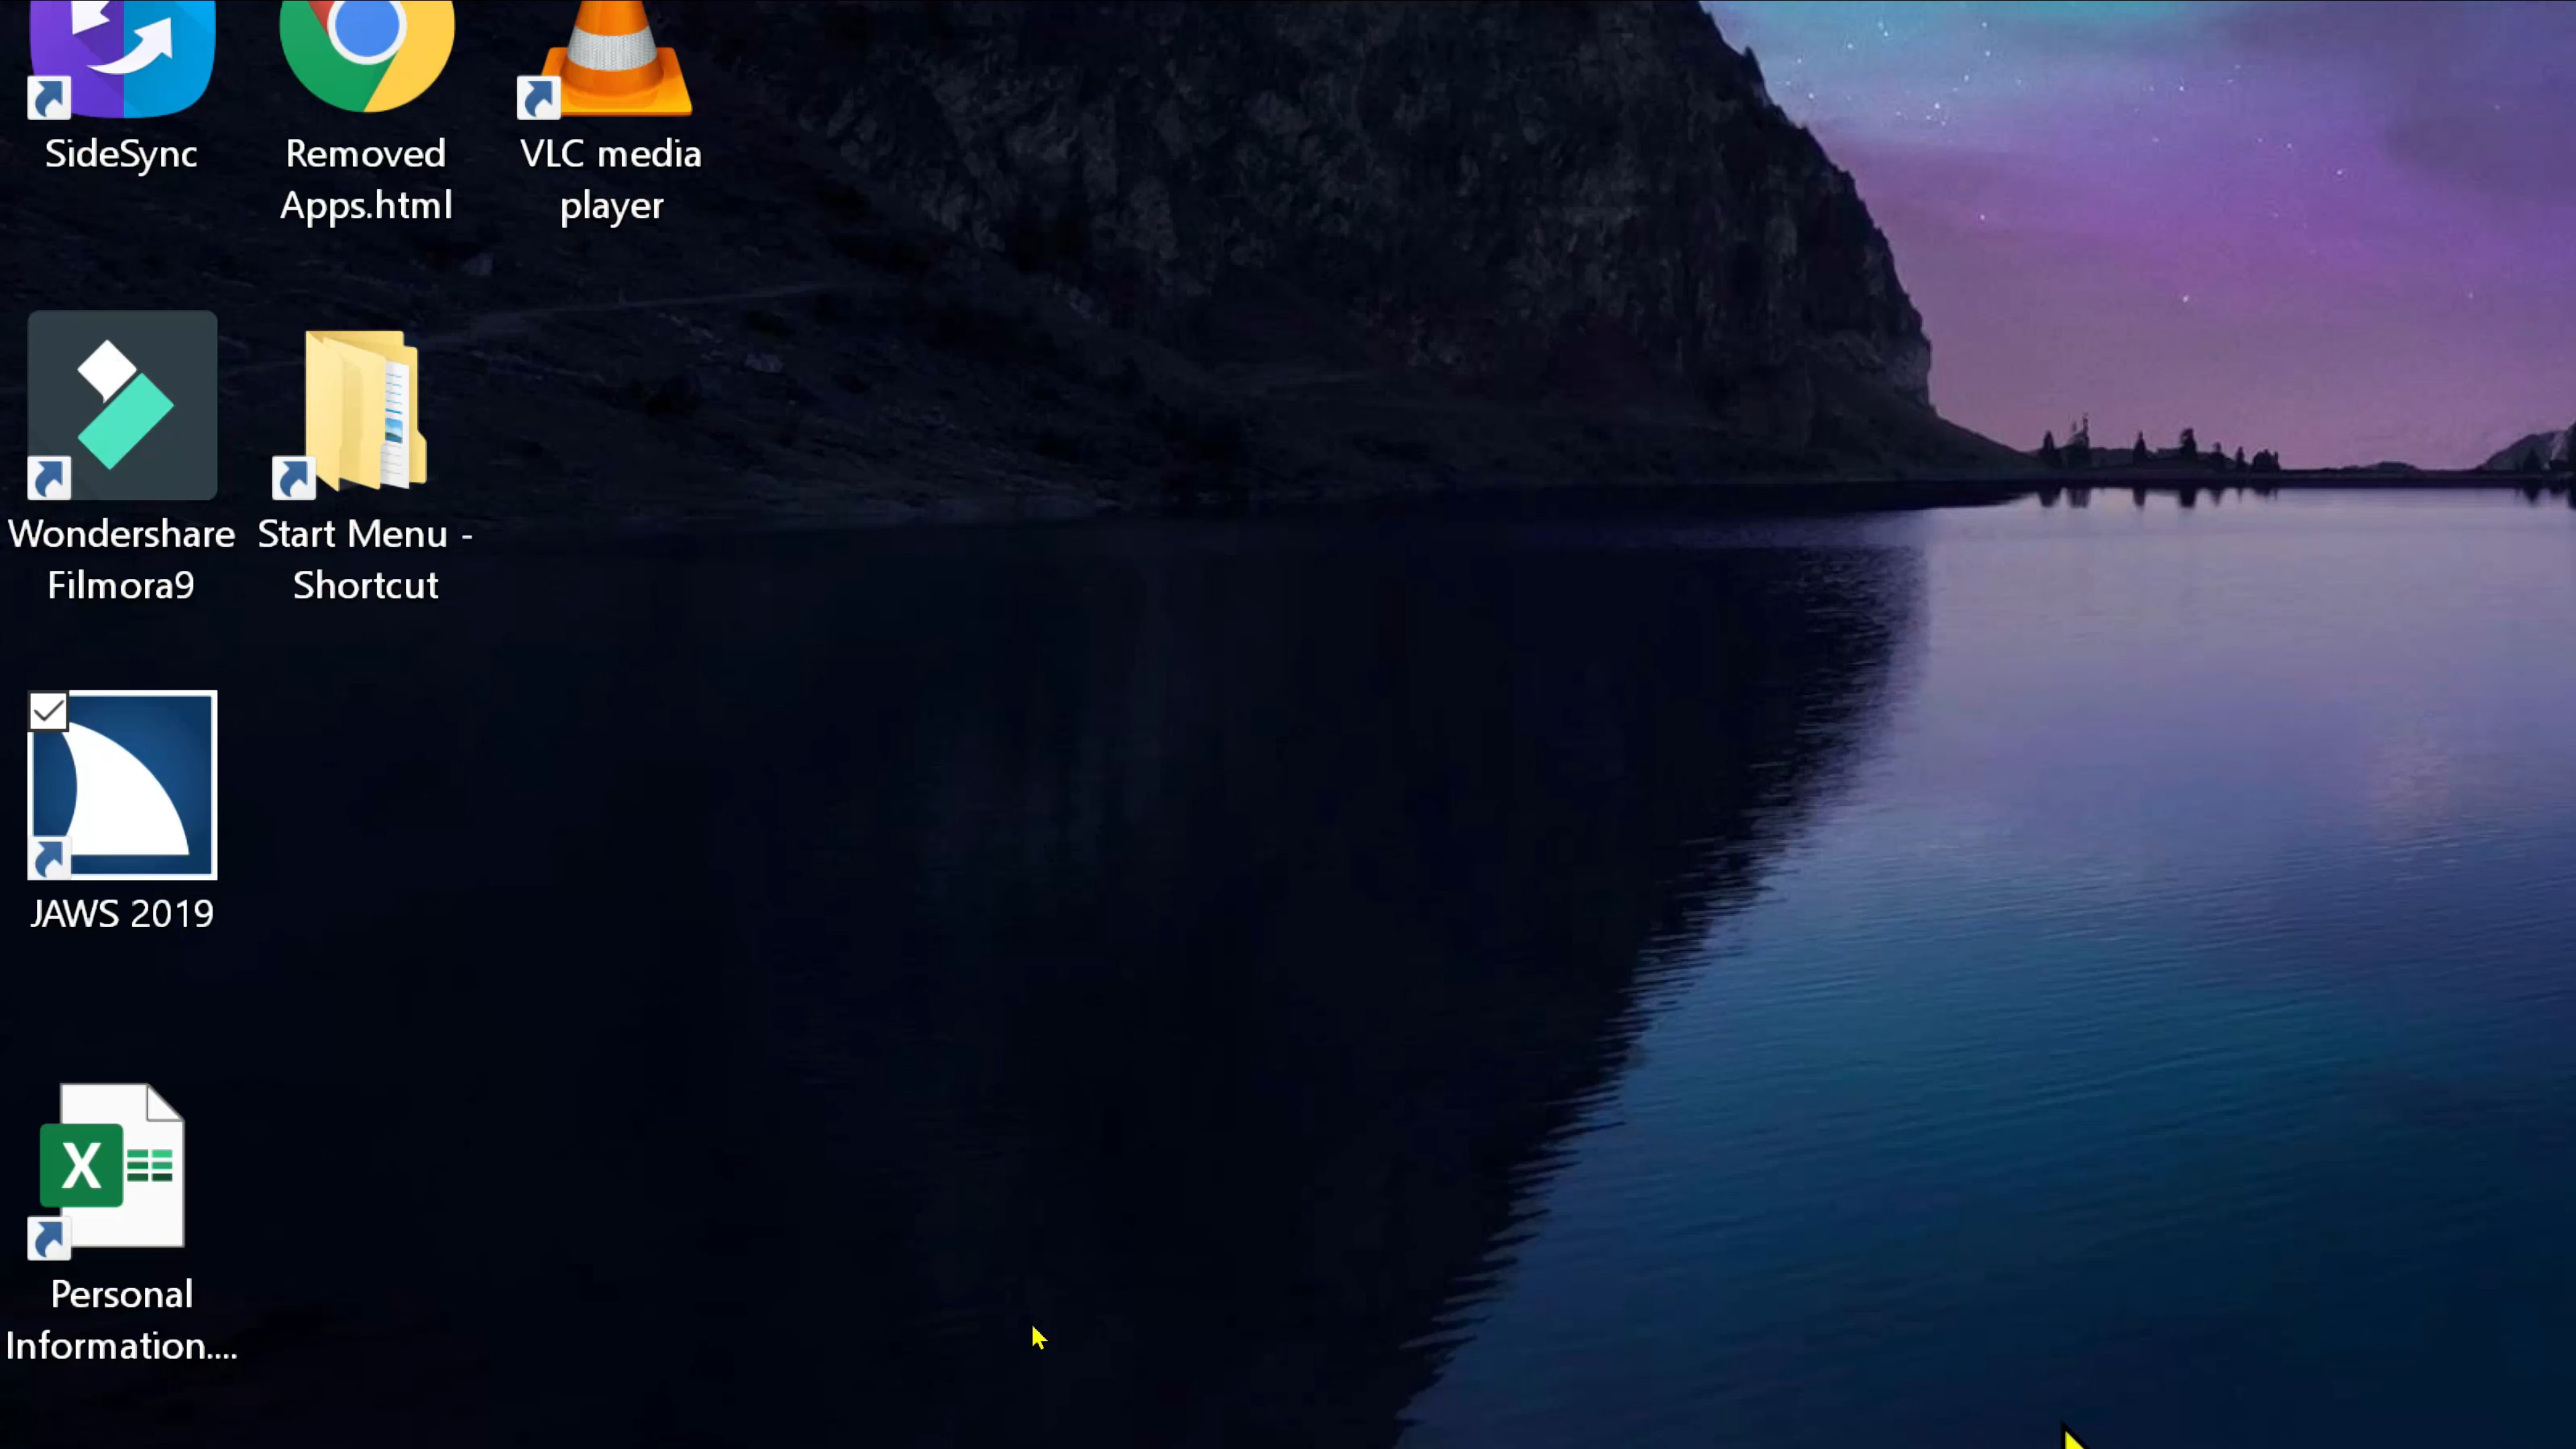 SideSync
Removed
Apps.html
VLC media
player
Wondershare
Filmora9
Start Menu -
Shortcut
JAWS 2019
X
Personal
Information....